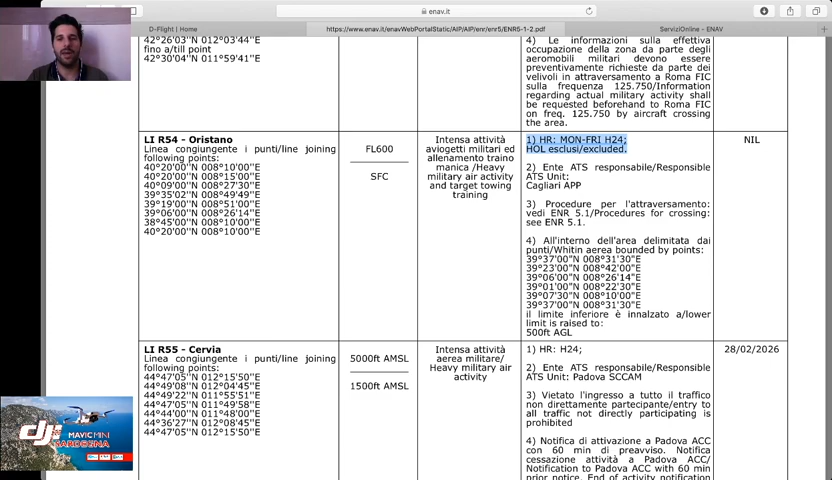 enav.it
D-Flight | Home
https://www.enav.it/enavWebPortalStatic/AIP/AIP/enr/enr5/ENR5-1-2.pdf
ServiziOnline - ENAV
42°26'03''N 012°03'44''E
fino a/till point
42°30'04''N 011°59'41''E
4) Le informazioni sulla effettiva
occupazione della zona da parte degli
aeromobili militari devono essere
preventivamente richieste da parte dei
velivoli in attraversamento a Roma FIC
sulla frequenza 125.750/Information
regarding actual military activity shall
be requested beforehand to Roma FIC
on freq. 125.750 by aircraft crossing
the area.
LI R54 - Oristano
Linea congiungente i punti/line joining
following points:
40°20'00''N 008°10'00''E
40°20'00''N 008°15'00''E
40°09'00''N 008°27'30''E
39°35'02''N 008°49'49''E
39°19'00''N 008°51'00''E
39°06'00''N 008°26'14''E
38°45'00''N 008°10'00''E
40°20'00''N 008°10'00''E
FL600
SFC
Intensa attività
aviogetti militari ed
allenamento traino
manica /Heavy
military air activity
and target towing
training
1) HR: MON-FRI H24;
HOL esclusi/excluded.
2) Ente ATS responsabile/Responsible
ATS Unit:
Cagliari APP
3) Procedure per l'attraversamento:
vedi ENR 5.1/Procedures for crossing:
see ENR 5.1.
4) All'interno dell'area delimitata dai
punti/Whitin aerea bounded by points:
39°37'00''N 008°31'30''E
39°23'00''N 008°42'00''E
39°06'00''N 008°26'14''E
39°01'00''N 008°22'30''E
39°07'30''N 008°10'00''E
39°37'00''N 008°31'30''E
il limite inferiore è innalzato a/lower
limit is raised to:
500ft AGL
NIL
LI R55 - Cervia
Linea congiungente i punti/line joining
following points:
44°47'05''N 012°15'50''E
44°49'08''N 012°04'45''E
44°49'22''N 011°55'51''E
44°47'05''N 011°49'58''E
44°44'00''N 011°48'00''E
44°36'27''N 012°08'45''E
44°47'05''N 012°15'50''E
5000ft AMSL
1500ft AMSL
Intensa attività
aerea militare/
Heavy military air
activity
1) HR: H24;
2) Ente ATS responsabile/Responsible
ATS Unit: Padova SCCAM
3) Vietato l'ingresso a tutto il traffico
non direttamente partecipante/entry to
all traffic not directly participating is
prohibited
4) Notifica di attivazione a Padova ACC
con 60 min di preavviso. Notifica
cessazione attività a Padova ACC/
Notification to Padova ACC with 60 min
prior notice. End of activity notification
28/02/2026
dji
MAVIC MINI
SARDEGNA